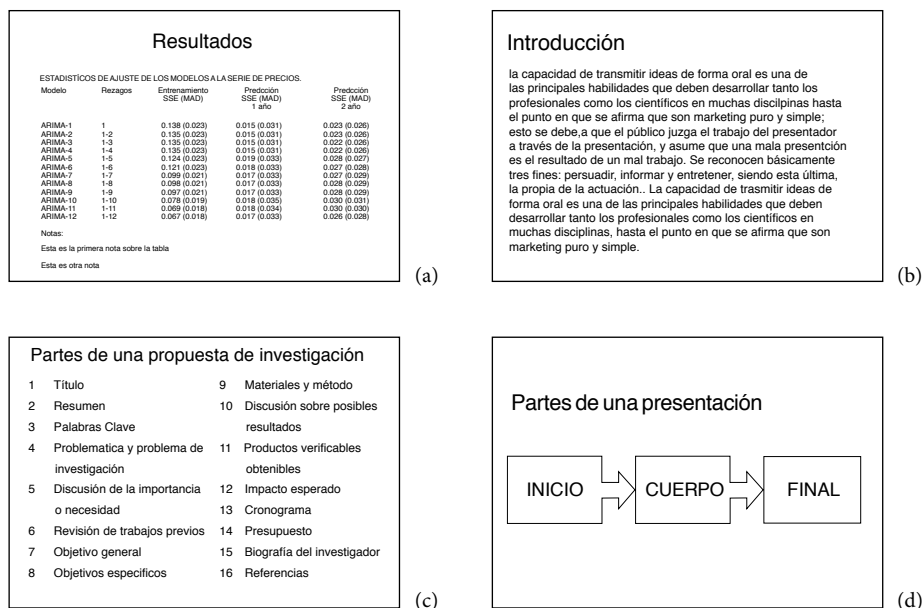 Resultados
ESTADISTÍCOS DE AJUSTE DE LOS MODELOS A LA SERIE DE PRECIOS.
Modelo Rezagos Entrenamiento Predcción Predcción
SSE (MAD) SSE (MAD) SSE (MAD)
1 año 2 año
ARIMA-1 1 0.138 (0.023) 0.015 (0.031) 0.023 (0.026)
ARIMA-2 1-2 0.135 (0.023) 0.015 (0.031) 0.023 (0.026)
ARIMA-3 1-3 0.135 (0.023) 0.015 (0.031) 0.022 (0.026)
ARIMA-4 1-4 0.135 (0.023) 0.015 (0.031) 0.022 (0.026)
ARIMA-5 1-5 0.124 (0.023) 0.019 (0.033) 0.028 (0.027)
ARIMA-6 1-6 0.121 (0.023) 0.018 (0.033) 0.027 (0.028)
ARIMA-7 1-7 0.099 (0.021) 0.017 (0.033) 0.027 (0.029)
ARIMA-8 1-8 0.098 (0.021) 0.017 (0.033) 0.028 (0.029)
ARIMA-9 1-9 0.097 (0.021) 0.017 (0.033) 0.028 (0.029)
ARIMA-10 1-10 0.078 (0.019) 0.018 (0.035) 0.030 (0.031)
ARIMA-11 1-11 0.069 (0.018) 0.018 (0.034) 0.030 (0.030)
ARIMA-12 1-12 0.067 (0.018) 0.017 (0.033) 0.026 (0.028)
Notas:
Esta es la primera nota sobre la tabla
Esta es otra nota
(a)
Introducción
la capacidad de transmitir ideas de forma oral es una de
las principales habilidades que deben desarrollar tanto los
profesionales como los científicos en muchas discilpinas hasta
el punto en que se afirma que son marketing puro y simple;
esto se debe,a que el público juzga el trabajo del presentador
a través de la presentación, y asume que una mala presentción
es el resultado de un mal trabajo. Se reconocen básicamente
tres fines: persuadir, informar y entretener, siendo esta última,
la propia de la actuación.. La capacidad de trasmitir ideas de
forma oral es una de las principales habilidades que deben
desarrollar tanto los profesionales como los científicos en
muchas disciplinas, hasta el punto en que se afirma que son
marketing puro y simple.
(b)
Partes de una propuesta de investigación
1 Título
2 Resumen
3 Palabras Clave
4 Problematica y problema de
investigación
5 Discusión de la importancia
o necesidad
6 Revisión de trabajos previos
7 Objetivo general
8 Objetivos especificos
9 Materiales y método
10 Discusión sobre posibles
resultados
11 Productos verificables
obtenibles
12 Impacto esperado
13 Cronograma
14 Presupuesto
15 Biografía del investigador
16 Referencias
(c)
Partes de una presentación
INICIO CUERPO FINAL
(d)